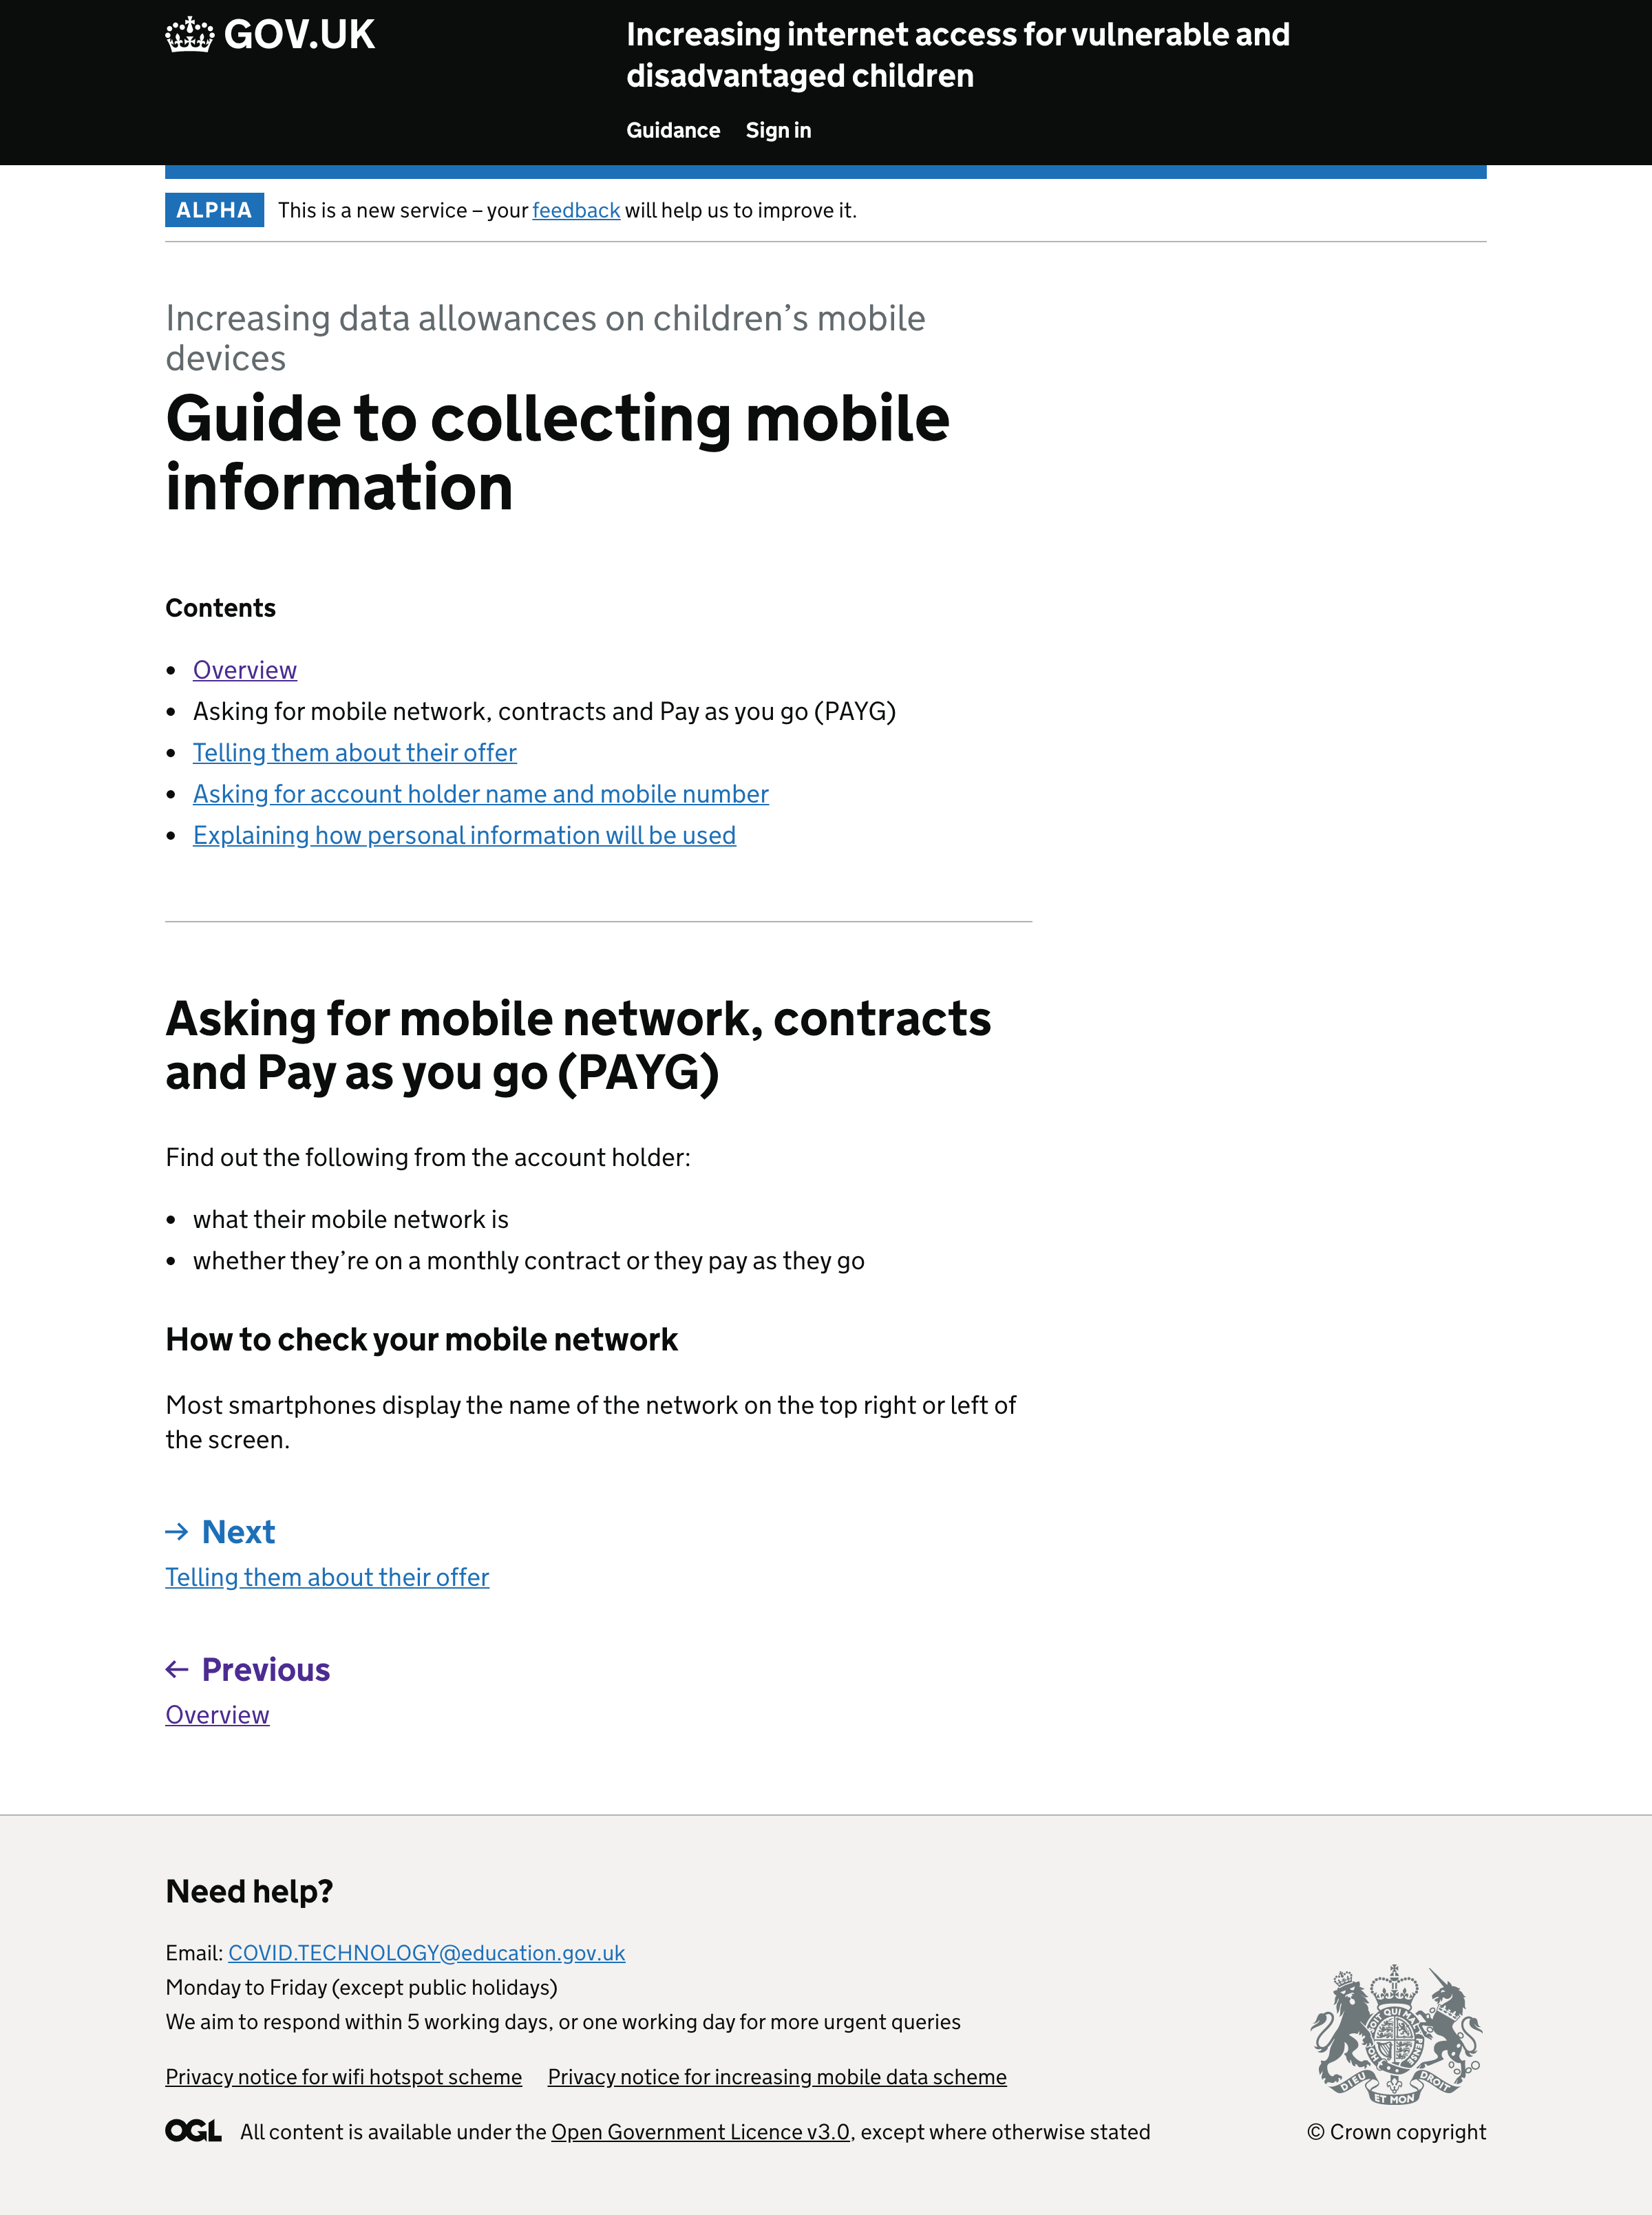 GOV.UK
Increasing internet access for vulnerable and
disadvantaged children
Guidance Sign in
ALPHA This is a new service – your feedback will help us to improve it.
Increasing data allowances on children’s mobile
devices
Guide to collecting mobile
information
Contents
• Overview
• Asking for mobile network, contracts and Pay as you go (PAYG)
• Telling them about their offer
• Asking for account holder name and mobile number
• Explaining how personal information will be used
Asking for mobile network, contracts
and Pay as you go (PAYG)
Find out the following from the account holder:
• what their mobile network is
• whether they’re on a monthly contract or they pay as they go
How to check your mobile network
Most smartphones display the name of the network on the top right or left of
the screen.
→ Next
Telling them about their offer
← Previous
Overview
Need help?
Email: COVID.TECHNOLOGY@education.gov.uk
Monday to Friday (except public holidays)
We aim to respond within 5 working days, or one working day for more urgent queries
Privacy notice for wifi hotspot scheme Privacy notice for increasing mobile data scheme
OGL All content is available under the Open Government Licence v3.0, except where otherwise stated
DIEU ET MON DROIT
© Crown copyright